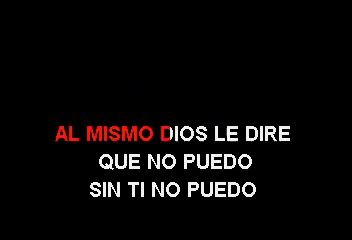 AL MISMO DIOS LE DIRE
QUE NO PUEDO
SIN TI NO PUEDO